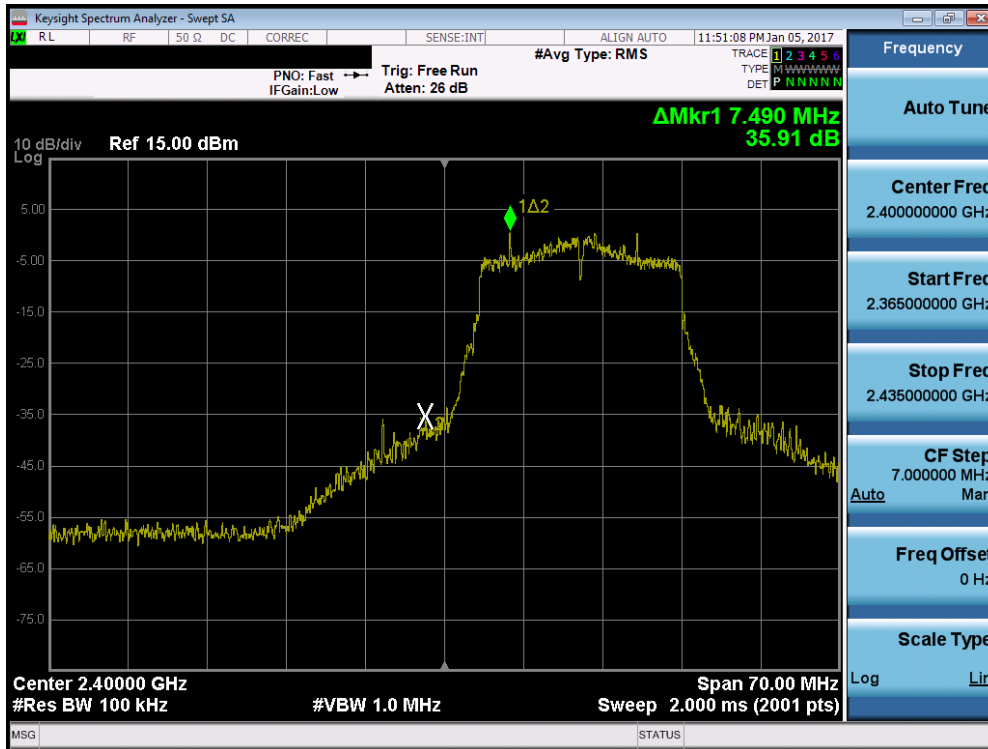 Keysight Spectrum Analyzer - Swept SA
LXI RL RF 50 Ω DC CORREC SENSE:INT ALIGN AUTO 11:51:08 PM Jan 05, 2017
PNO: Fast
IFGain:Low
Trig: Free Run
Atten: 26 dB
#Avg Type: RMS
TRACE 1 2 3 4 5 6
TYPE M W W W W W
DET P N N N N N
ΔMkr1 7.490 MHz
35.91 dB
10 dB/div Ref 15.00 dBm
Log
5.00
1Δ2
-5.00
-15.0
-25.0
-35.0
X2
-45.0
-55.0
-65.0
-75.0
Center 2.40000 GHz Span 70.00 MHz
#Res BW 100 kHz #VBW 1.0 MHz Sweep 2.000 ms (2001 pts)
MSG STATUS
Frequency
Auto Tune
Center Freq
2.400000000 GHz
Start Freq
2.365000000 GHz
Stop Freq
2.435000000 GHz
CF Step
7.000000 MHz
Auto Man
Freq Offset
0 Hz
Scale Type
Log Lin